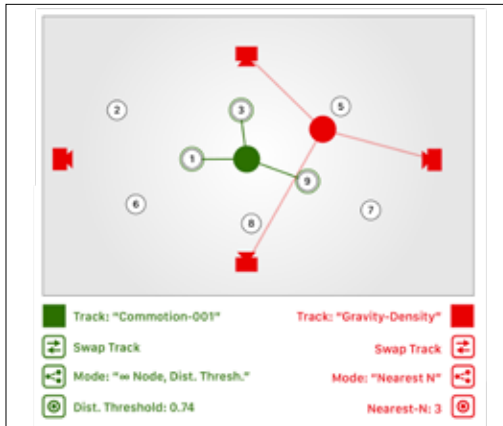 2
3
5
1
9
6
7
8
Track: "Commotion-001"
Track: "Gravity-Density"
Swap Track
Swap Track
Mode: "∞ Node, Dist. Thresh."
Mode: "Nearest N"
Dist. Threshold: 0.74
Nearest-N: 3